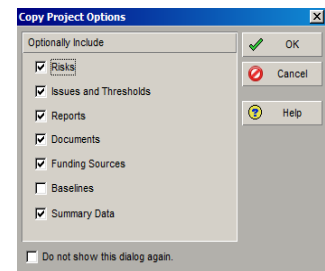 Copy Project Options
Optionally Include
Risks
Issues and Thresholds
Reports
Documents
Funding Sources
Baselines
Summary Data
OK
Cancel
Help
Do not show this dialog again.